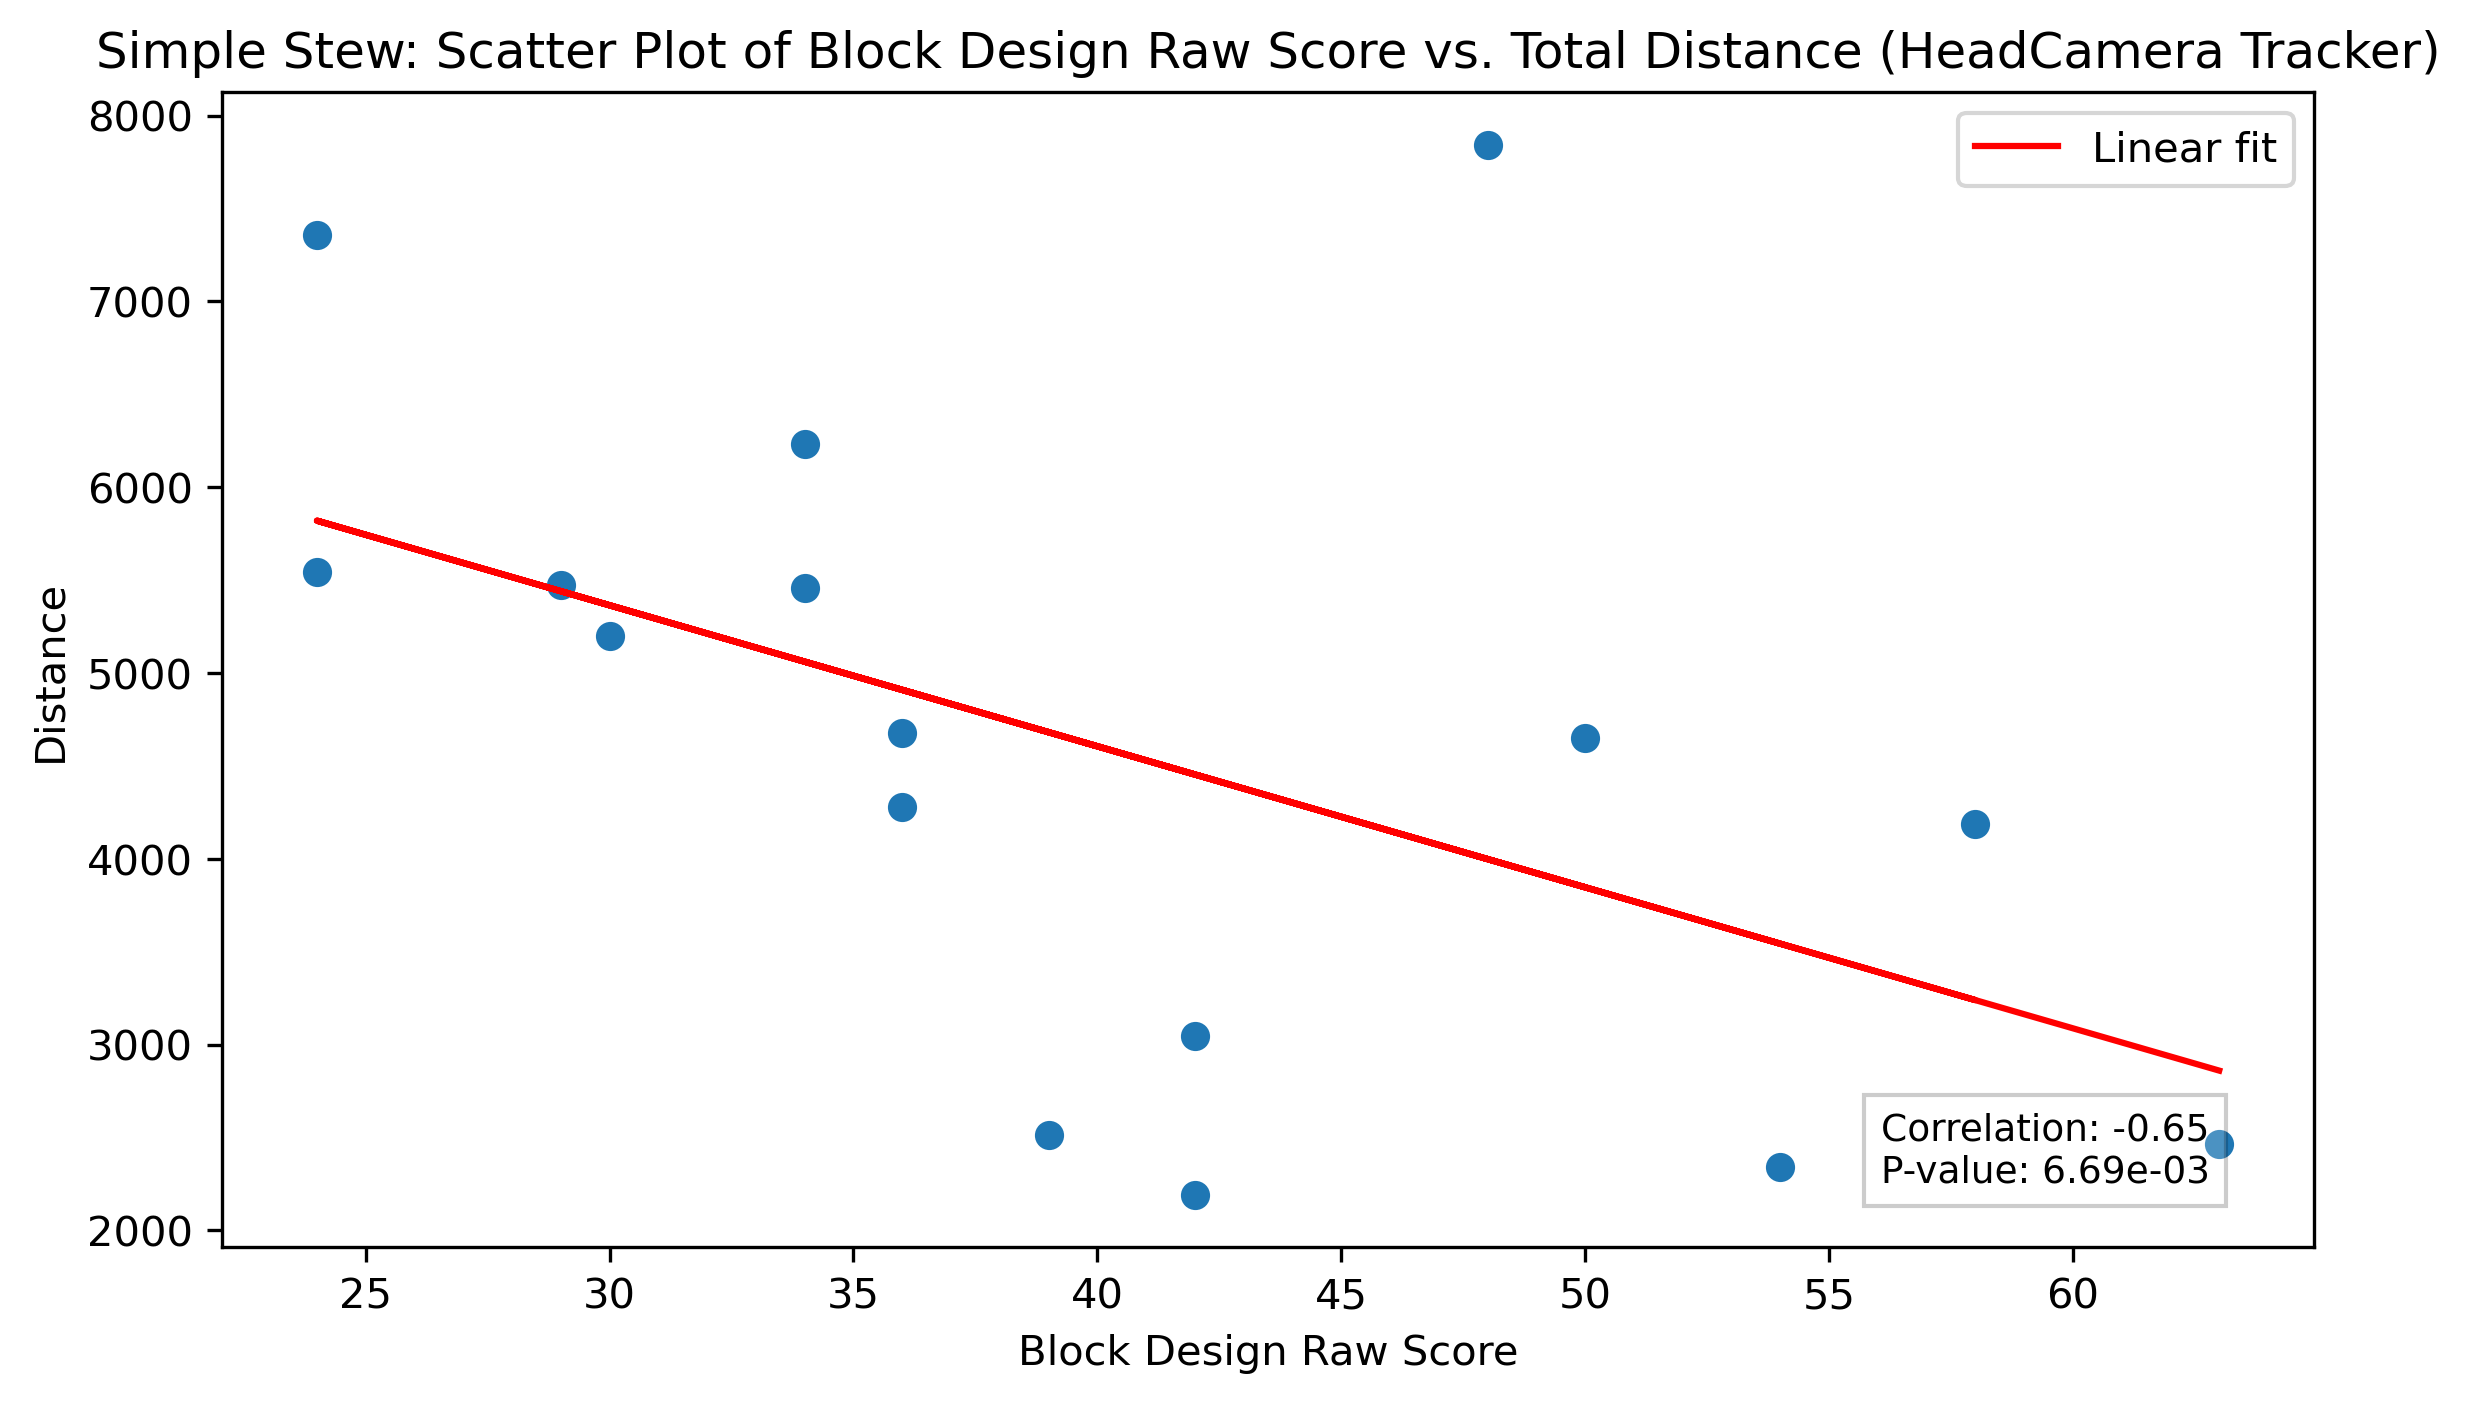 Simple Stew: Scatter Plot of Block Design Raw Score vs. Total Distance (HeadCamera Tracker)
8000
7000
6000
5000
4000
3000
2000
Distance
Linear fit
Correlation: -0.65
P-value: 6.69e-03
25
30
35
40
45
50
55
60
Block Design Raw Score